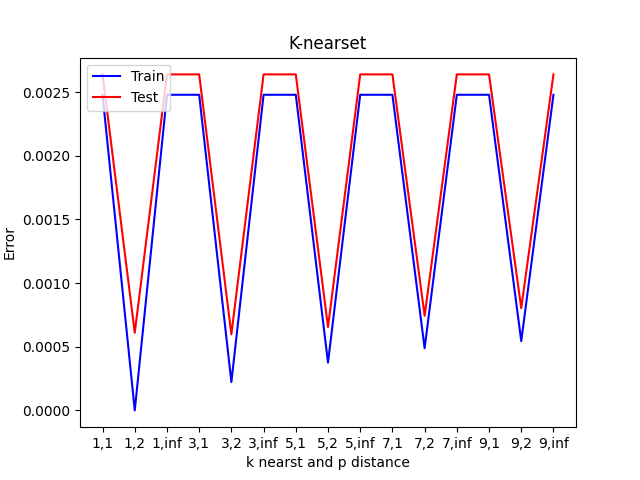 K-nearset
Train
Test
Error
0.0025
0.0020
0.0015
0.0010
0.0005
0.0000
1,1 1,2 1,inf 3,1 3,2 3,inf 5,1 5,2 5,inf 7,1 7,2 7,inf 9,1 9,2 9,inf
k nearst and p distance